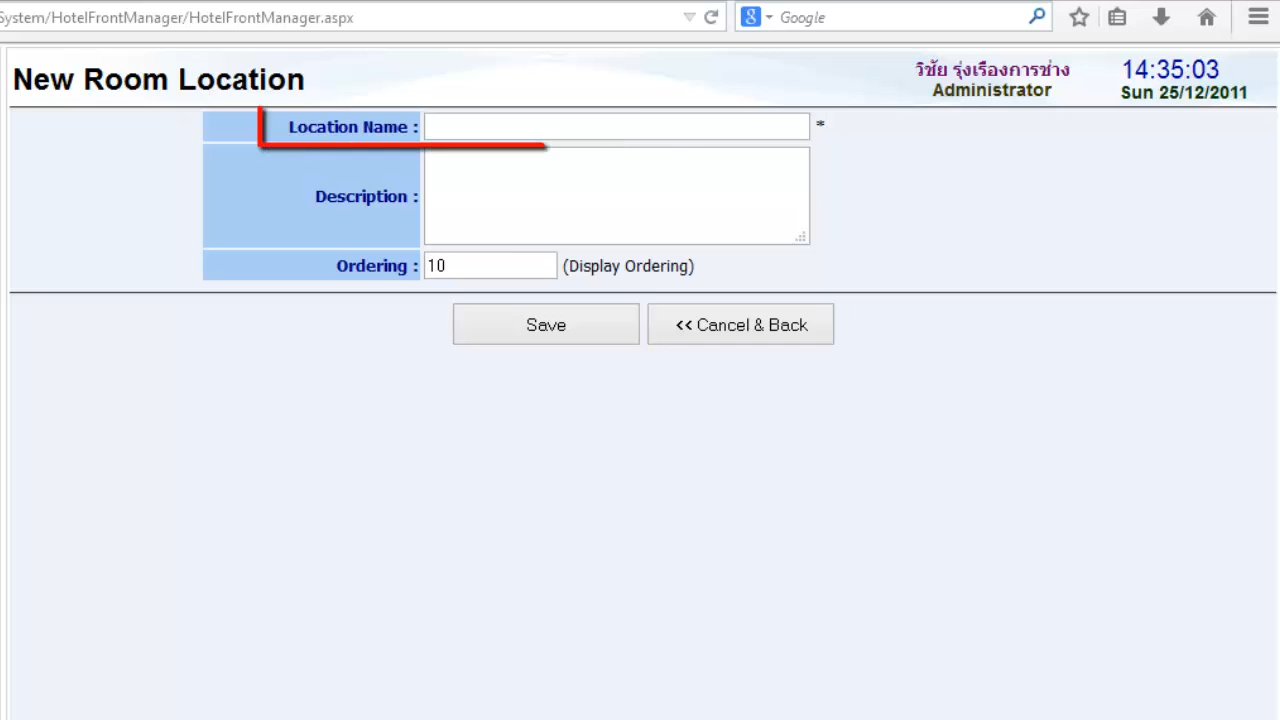 System/HotelFrontManager/HotelFrontManager.aspx
8 Google
New Room Location
วิชัย รุ่งเรืองการช่าง
Administrator
14:35:03
Sun 25/12/2011
Location Name :
*
Description :
Ordering : 10 (Display Ordering)
Save
<< Cancel & Back